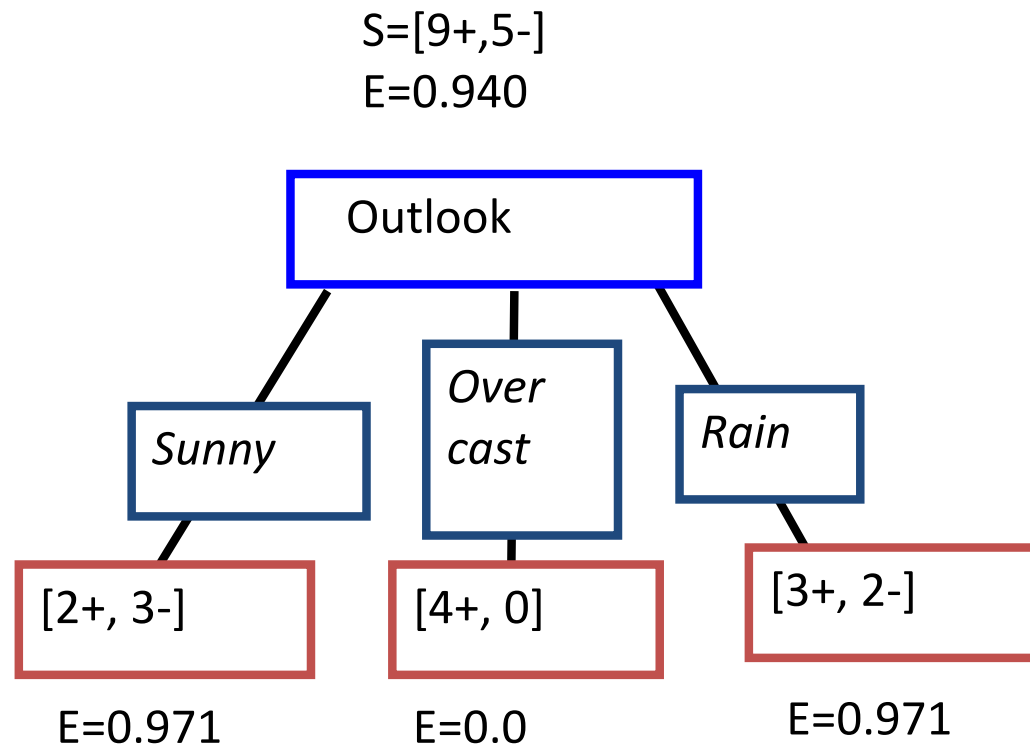 S=[9+,5-]
E=0.940
Outlook
Sunny
Over
cast
Rain
[2+, 3-]
[4+, 0]
[3+, 2-]
E=0.971
E=0.0
E=0.971